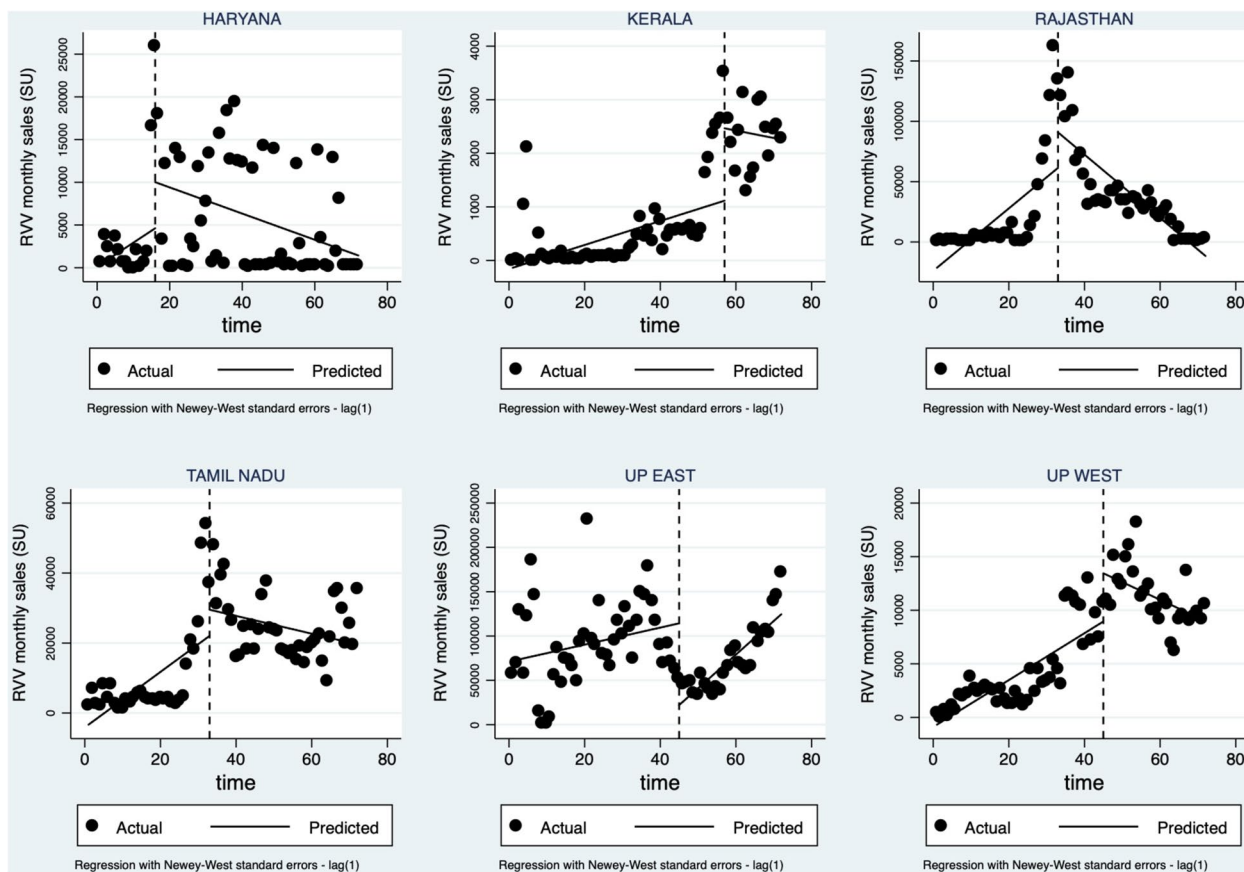 HARYANA
RVV monthly sales (SU)
25000
20000
15000
10000
5000
0
0 20 40 60 80
time
Actual Predicted
Regression with Newey-West standard errors - lag(1)
KERALA
RVV monthly sales (SU)
4000
3000
2000
1000
0
0 20 40 60 80
time
Actual Predicted
Regression with Newey-West standard errors - lag(1)
RAJASTHAN
RVV monthly sales (SU)
150000
100000
50000
0
0 20 40 60 80
time
Actual Predicted
Regression with Newey-West standard errors - lag(1)
TAMIL NADU
RVV monthly sales (SU)
60000
40000
20000
0
0 20 40 60 80
time
Actual Predicted
Regression with Newey-West standard errors - lag(1)
UP EAST
RVV monthly sales (SU)
250000
200000
150000
100000
50000
0
0 20 40 60 80
time
Actual Predicted
Regression with Newey-West standard errors - lag(1)
UP WEST
RVV monthly sales (SU)
20000
15000
10000
5000
0
0 20 40 60 80
time
Actual Predicted
Regression with Newey-West standard errors - lag(1)